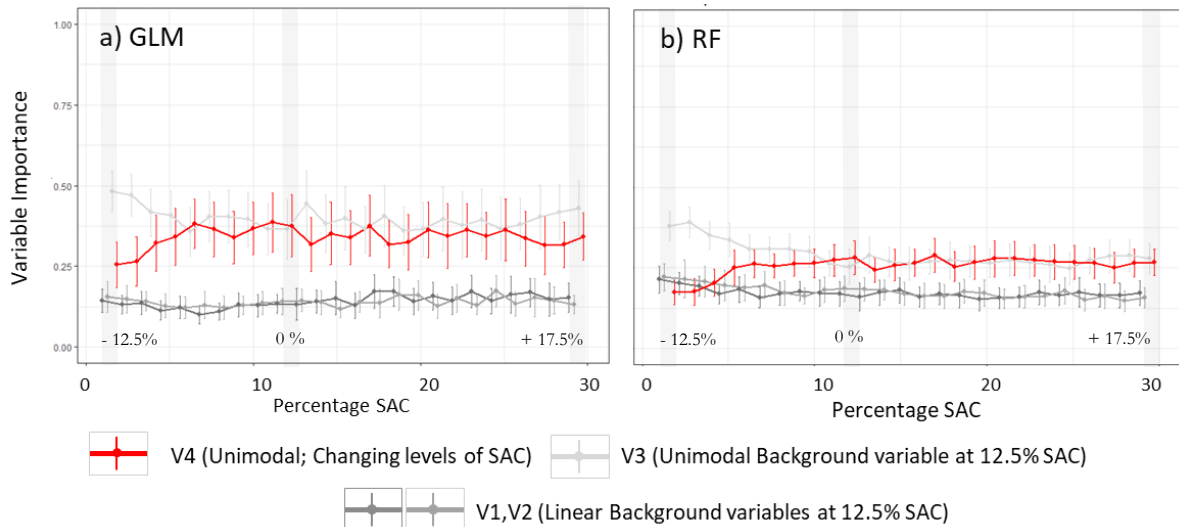 a) GLM
b) RF
Variable Importance
1.00
0.75
0.50
0.25
0.00
- 12.5%
0 %
+ 17.5%
- 12.5%
0 %
+ 17.5%
0
10
20
30
0
10
20
30
Percentage SAC
Percentage SAC
V4 (Unimodal; Changing levels of SAC)
V3 (Unimodal Background variable at 12.5% SAC)
V1,V2 (Linear Background variables at 12.5% SAC)